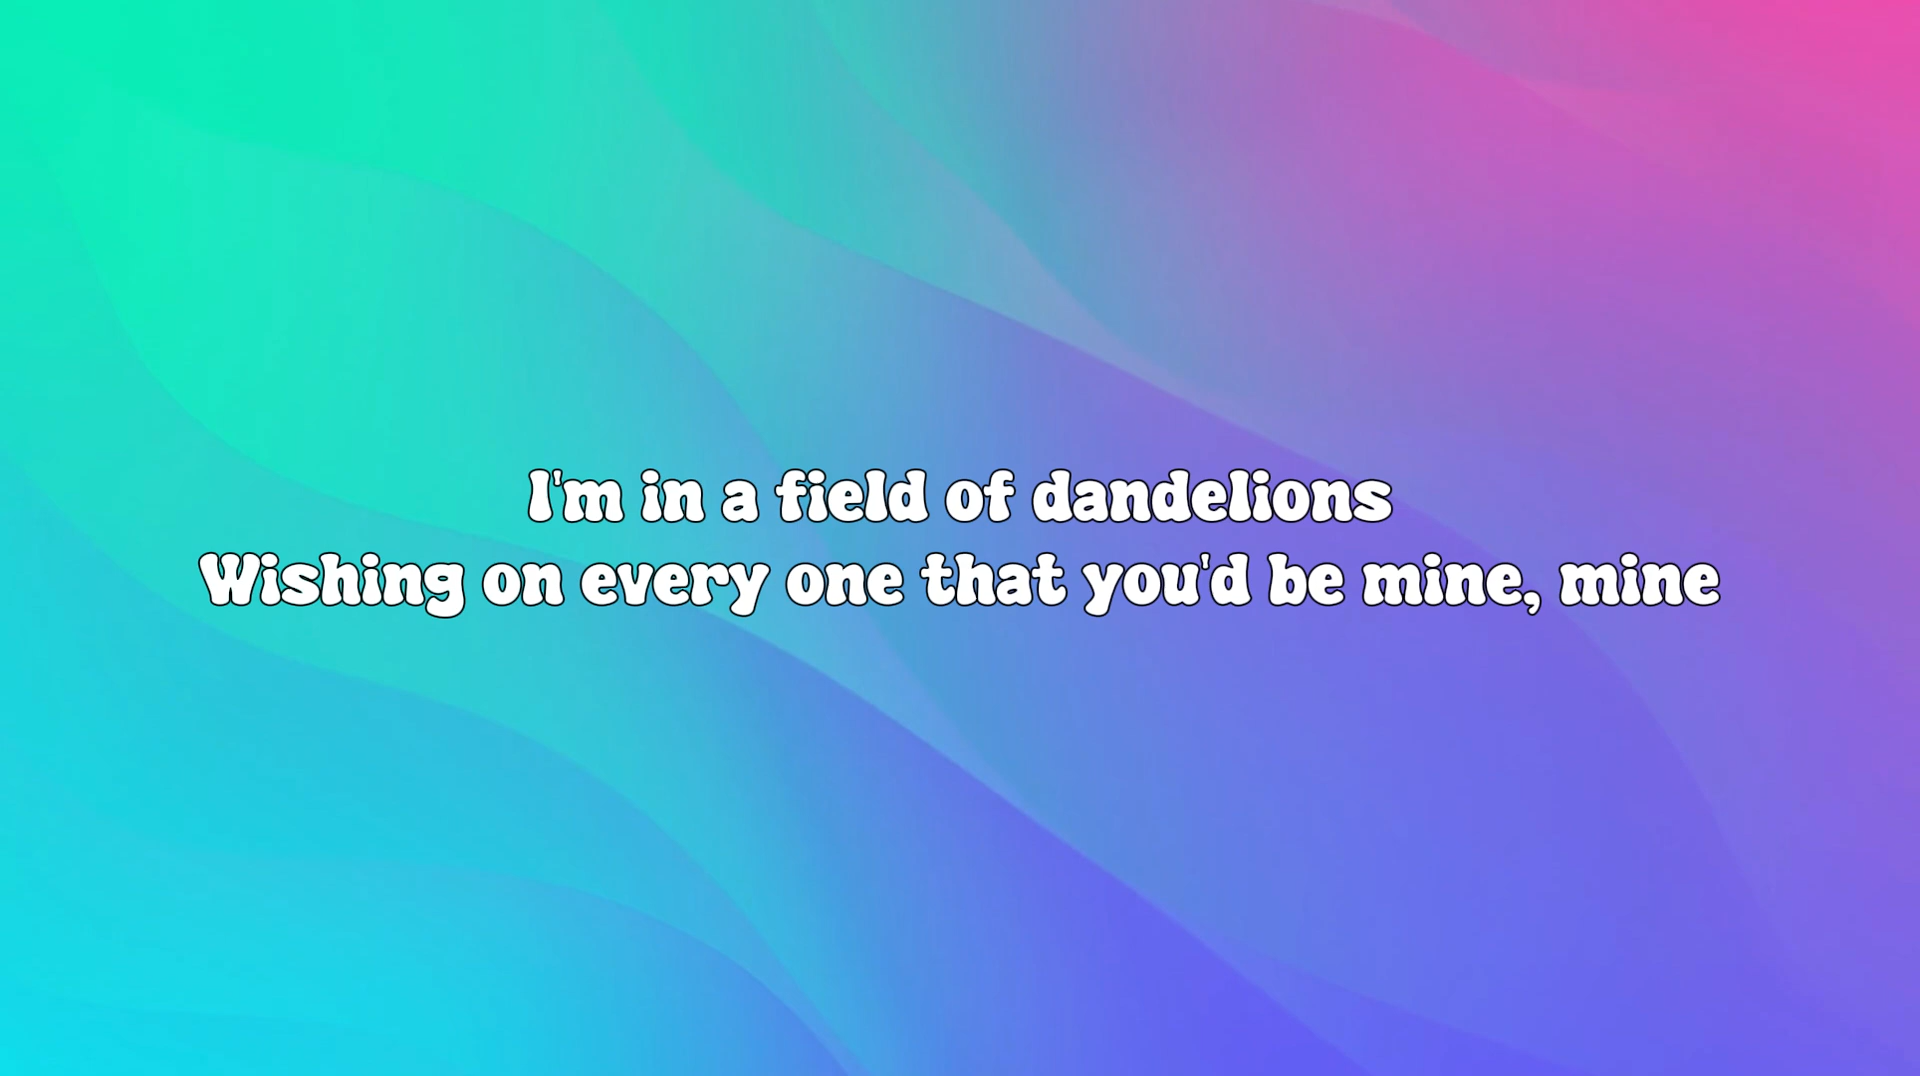 I'm in a field of dandelions
Wishing on every one that you'd be mine, mine